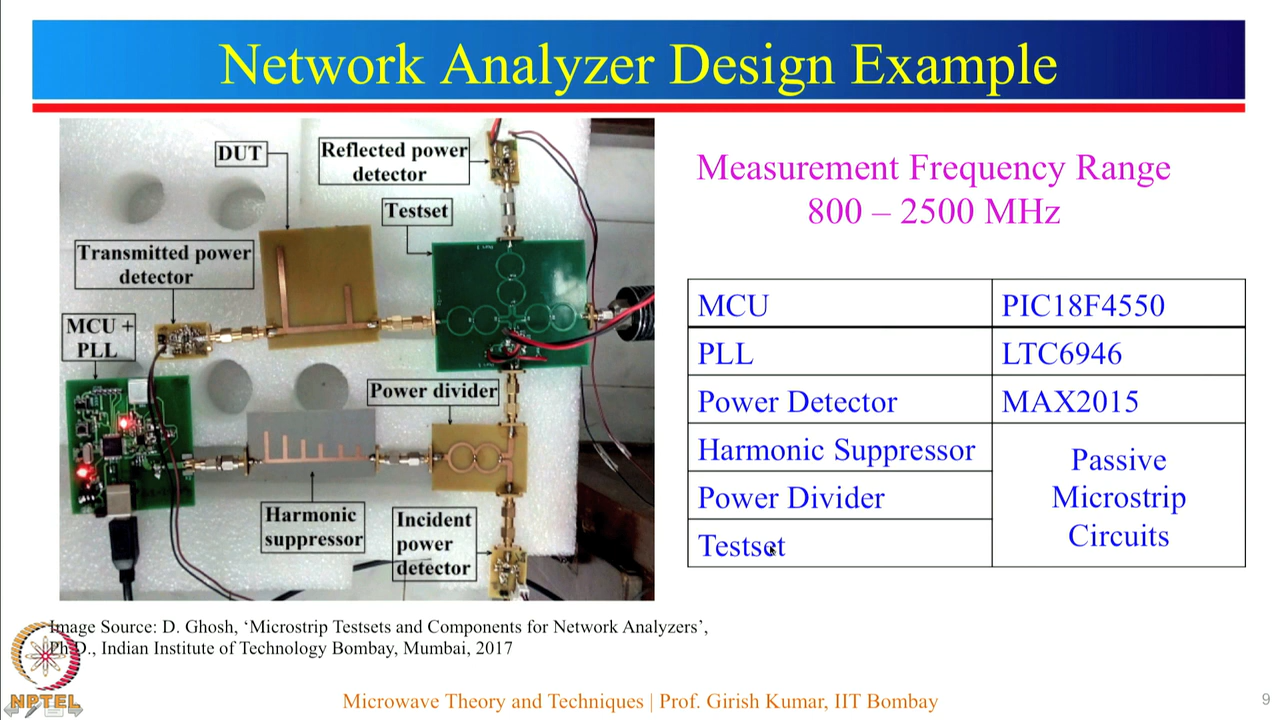 Network Analyzer Design Example
DUT
Reflected power
detector
Testset
Transmitted power
detector
MCU +
PLL
Power divider
Harmonic
suppressor
Incident
power
detector
Measurement Frequency Range
800 – 2500 MHz
MCU
PIC18F4550
PLL
LTC6946
Power Detector
MAX2015
Harmonic Suppressor
Power Divider
Testset
Passive
Microstrip
Circuits
Image Source: D. Ghosh, ‘Microstrip Testsets and Components for Network Analyzers’,
Ph.D., Indian Institute of Technology Bombay, Mumbai, 2017
NPTEL
Microwave Theory and Techniques | Prof. Girish Kumar, IIT Bombay
9